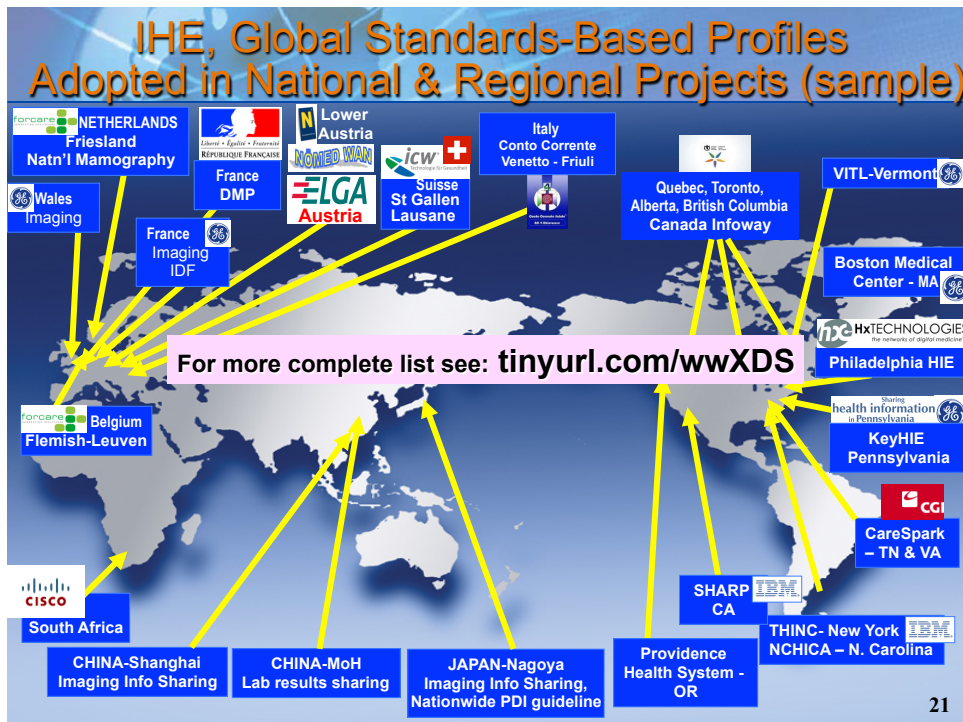 IHE, Global Standards-Based Profiles
Adopted in National & Regional Projects (sample)
forcare
NETHERLANDS
Friesland
Natn'l Mamography
Liberté • Égalité • Fraternité
RÉPUBLIQUE FRANÇAISE
France
DMP
N Lower
Austria
NÖMED WAN
ELGA
Austria
icw
Technologie für Gesundheit
Suisse
St Gallen
Lausane
Italy
Conto Corrente
Venetto - Friuli
Quebec, Toronto,
Alberta, British Columbia
Canada Infoway
VITL-Vermont
Wales
Imaging
France
Imaging
IDF
Boston Medical
Center - MA
HxTECHNOLOGIES
the networks of digital medicine
Philadelphia HIE
For more complete list see: tinyurl.com/wwXDS
forcare
Belgium
Flemish-Leuven
Sharing
health information
in Pennsylvania
KeyHIE
Pennsylvania
CGI
CareSpark
– TN & VA
CISCO
South Africa
SHARP IBM
CA
THINC- New York IBM
NCHICA – N. Carolina
CHINA-Shanghai
Imaging Info Sharing
CHINA-MoH
Lab results sharing
JAPAN-Nagoya
Imaging Info Sharing,
Nationwide PDI guideline
Providence
Health System -
OR
21